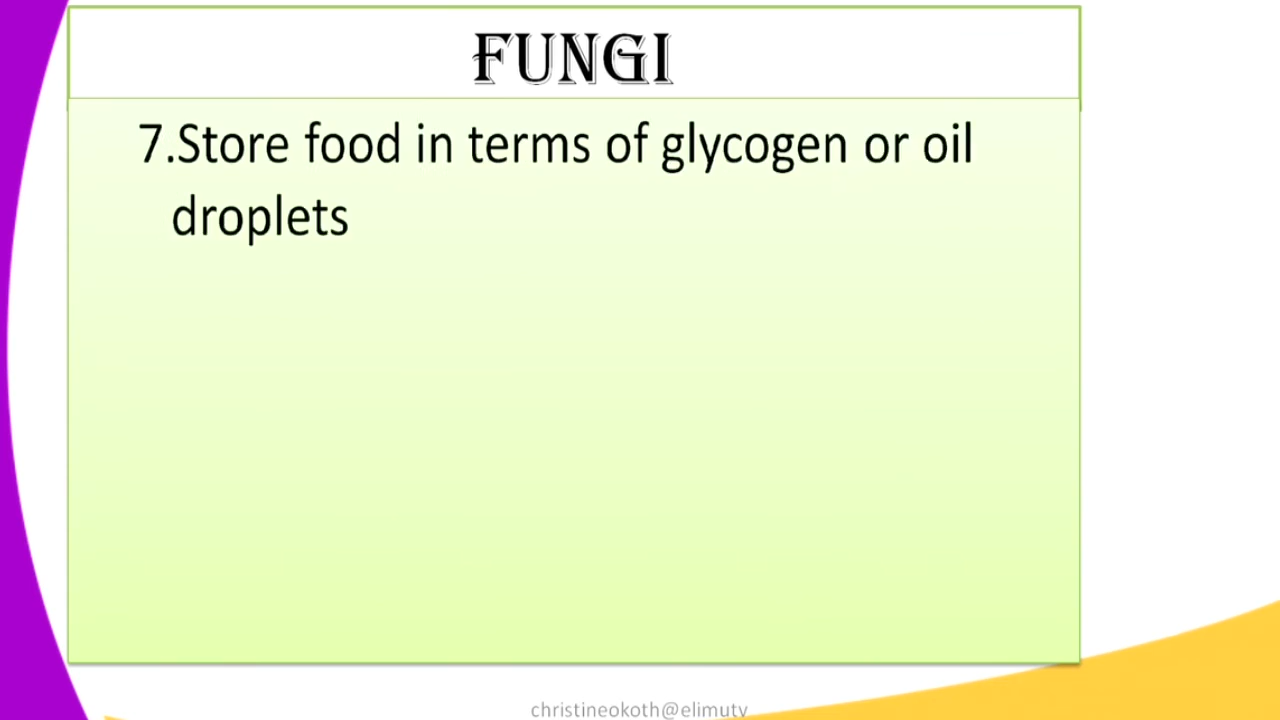 FUNGI
7.Store food in terms of glycogen or oil
droplets
christineokoth@elimutv